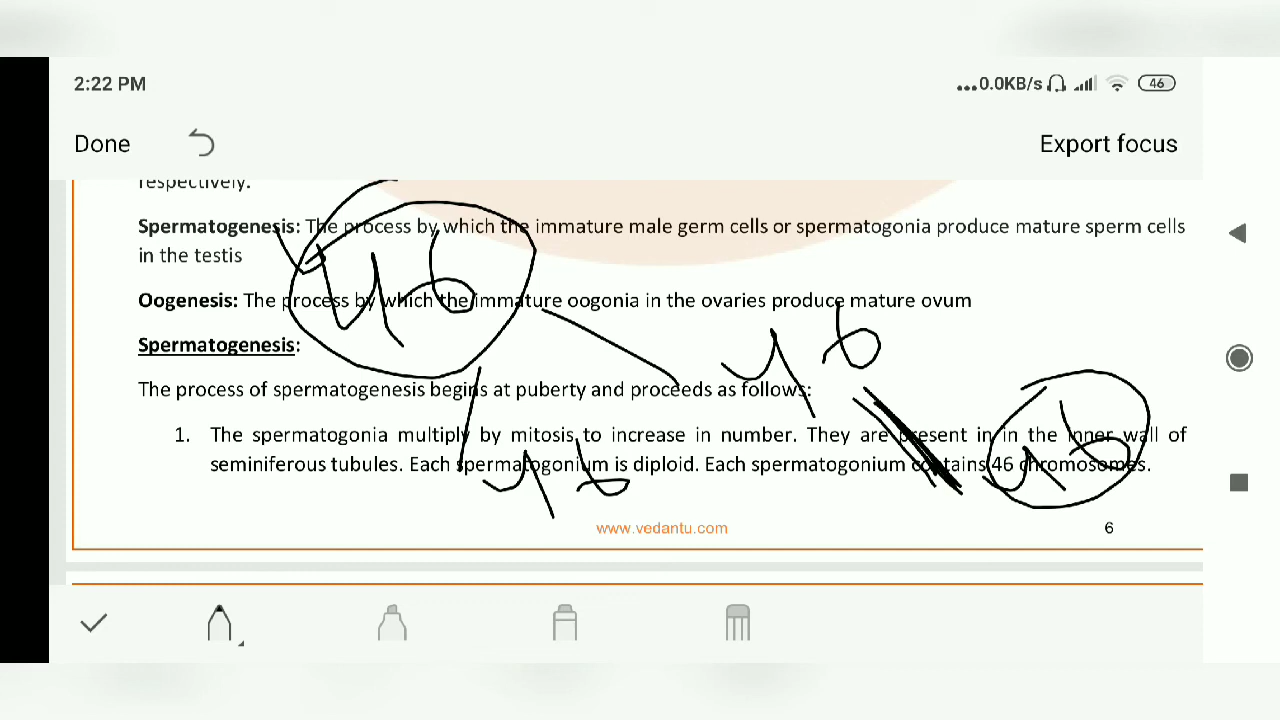 2:22 PM
...0.0KB/s 46
Done
Export focus
respectively.
Spermatogenesis: The process by which the immature male germ cells or spermatogonia produce mature sperm cells
in the testis
46
Oogenesis: The process by which the immature oogonia in the ovaries produce mature ovum
Spermatogenesis:
46
The process of spermatogenesis begins at puberty and proceeds as follows:
1. The spermatogonia multiply by mitosis to increase in number. They are present in in the inner wall of
seminiferous tubules. Each spermatogonium is diploid. Each spermatogonium contains 46 chromosomes.
46
46
www.vedantu.com
6